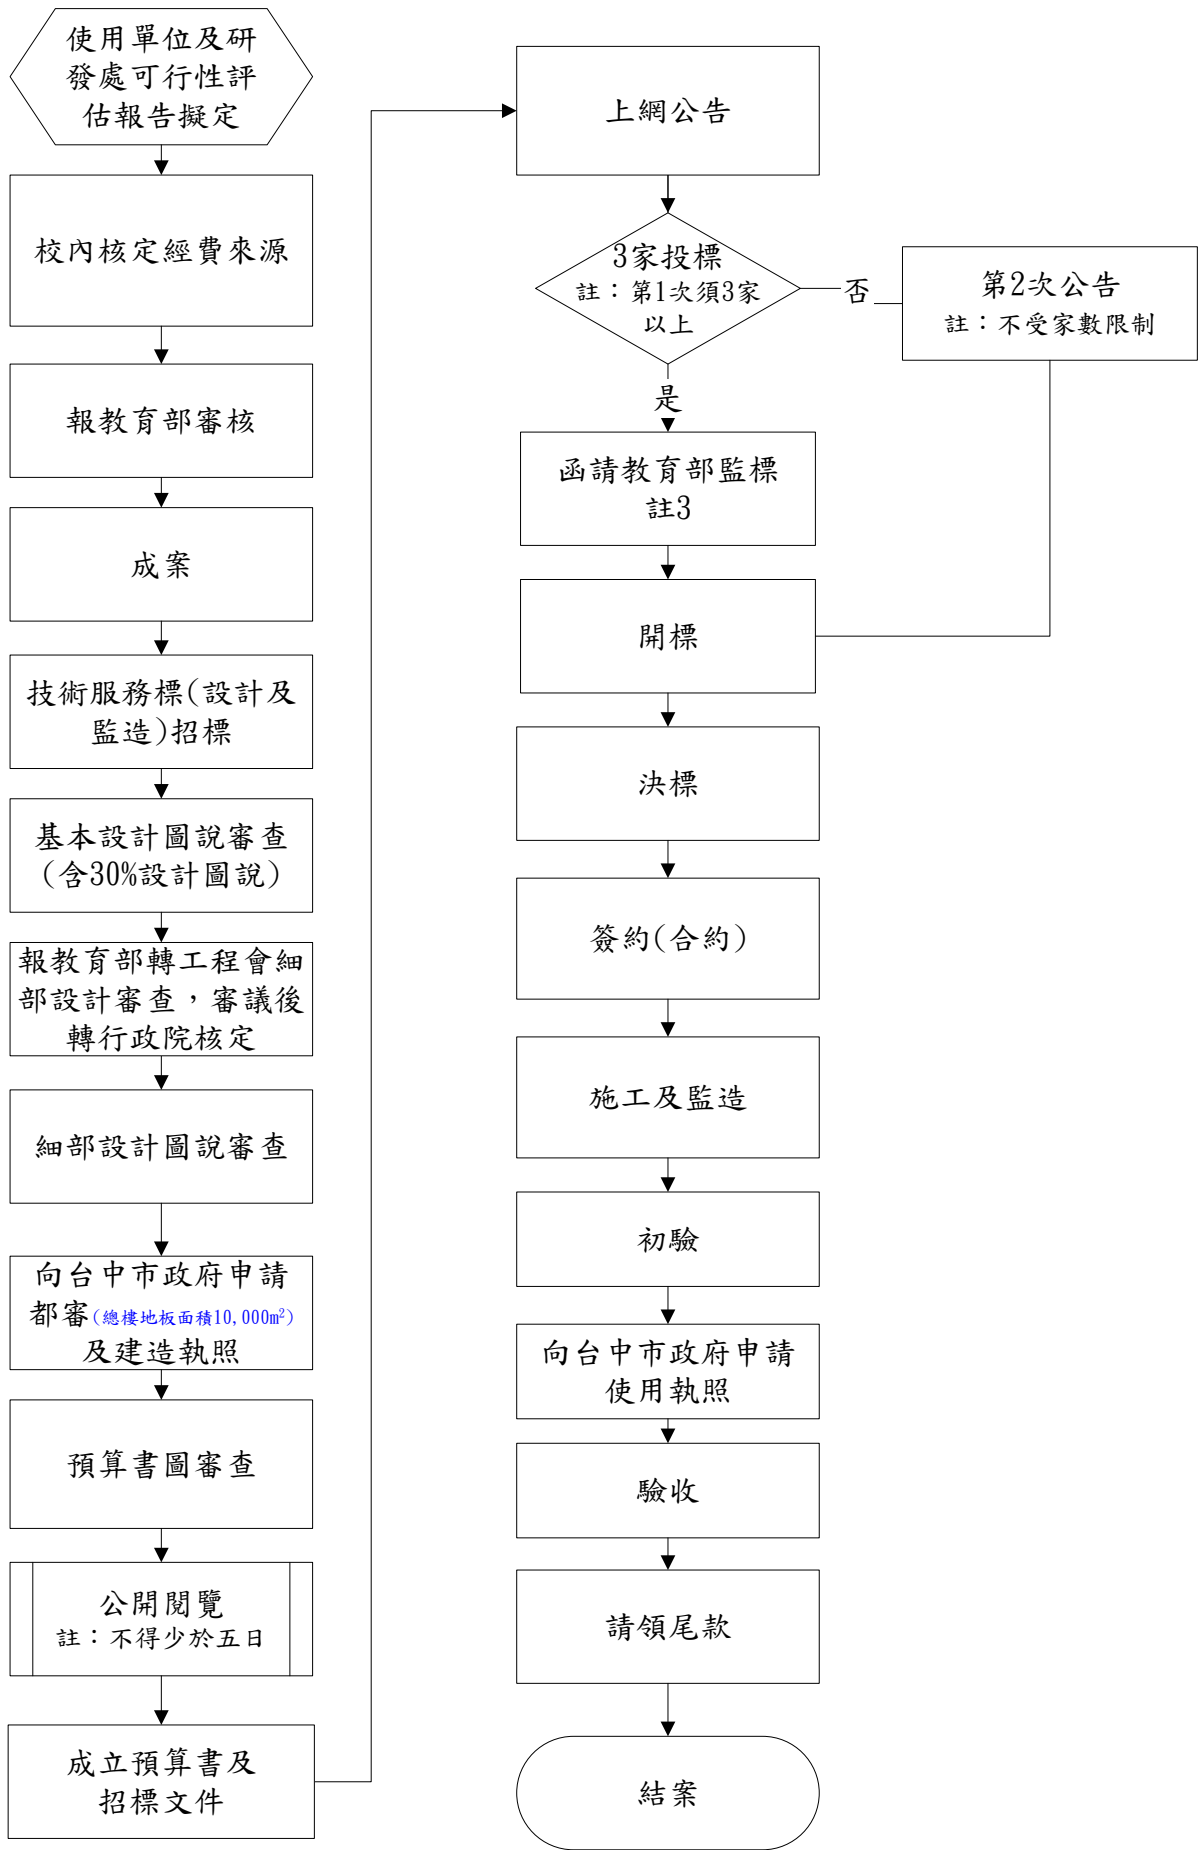 使用單位及研
發處可行性評
估報告擬定
校內核定經費來源
報教育部審核
成案
技術服務標(設計及
監造)招標
基本設計圖說審查
(含30%設計圖說)
報教育部轉工程會細
部設計審查，審議後
轉行政院核定
細部設計圖說審查
向台中市政府申請
都審(總樓地板面積10,000m²)
及建造執照
預算書圖審查
公開閱覽
註：不得少於五日
成立預算書及
招標文件
上網公告
3家投標
註：第1次須3家
以上
否
第2次公告
註：不受家數限制
是
函請教育部監標
註3
開標
決標
簽約(合約)
施工及監造
初驗
向台中市政府申請
使用執照
驗收
請領尾款
結案